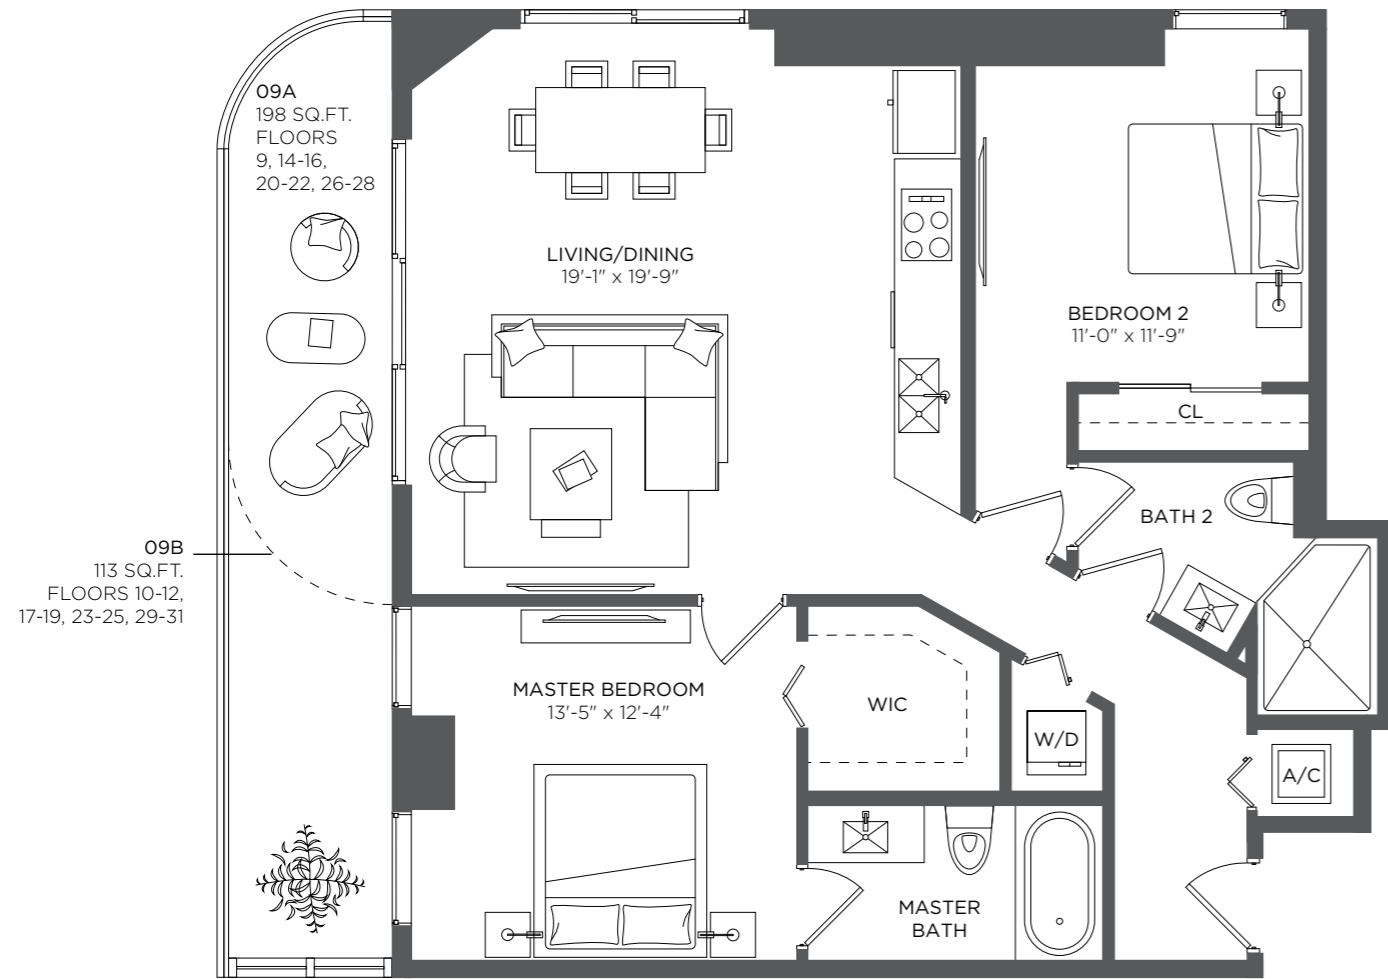 09A
198 SQ.FT.
FLOORS
9, 14-16,
20-22, 26-28
LIVING/DINING
19'-1" x 19'-9"
BEDROOM 2
11'-0" x 11'-9"
CL
BATH 2
09B
113 SQ.FT.
FLOORS 10-12,
17-19, 23-25, 29-31
MASTER BEDROOM
13'-5" x 12'-4"
WIC
W/D
A/C
MASTER
BATH